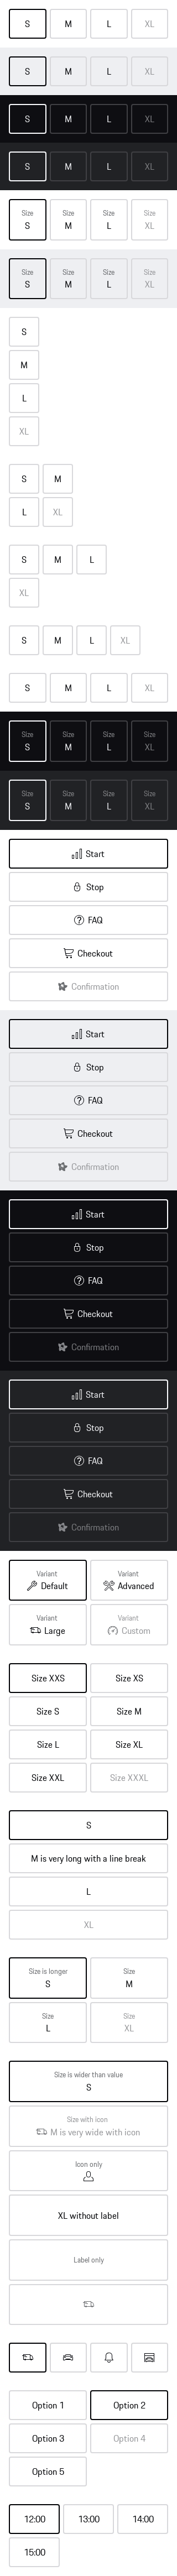 S M L XL
S M L XL
S M L XL
S M L XL
Size Size Size Size
S M L XL
Size Size Size Size
S M L XL
S
M
L
XL
S M
L XL
S M L
XL
S M L XL
S M L XL
Size Size Size Size
S M L XL
Size Size Size Size
S M L XL
Start
Stop
FAQ
Checkout
Confirmation
Start
Stop
FAQ
Checkout
Confirmation
Start
Stop
FAQ
Checkout
Confirmation
Start
Stop
FAQ
Checkout
Confirmation
Variant Variant
Default Advanced
Variant Variant
Large Custom
Size XXS Size XS
Size S Size M
Size L Size XL
Size XXL Size XXXL
S
M is very long with a line break
L
XL
Size is longer Size
S M
Size Size
L XL
Size is wider than value
S
Size with icon
M is very wide with icon
Icon only
XL without label
Label only
Option 1 Option 2
Option 3 Option 4
Option 5
12:00 13:00 14:00
15:00